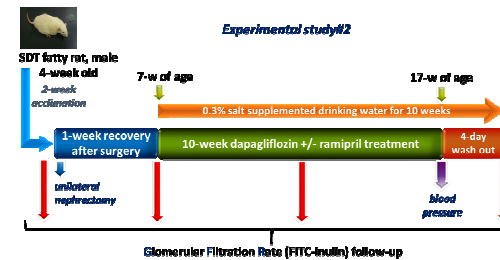 Experimental study#2
SDT fatty rat, male
4-week old
2-week
acclimation
7-w of age
17-w of age
0.3% salt supplemented drinking water for 10 weeks
1-week recovery
after surgery
10-week dapagliflozin +/- ramipril treatment
4-day
wash out
unilateral
nephrectomy
blood
pressure
Glomerular Filtration Rate (FITC-inulin) follow-up